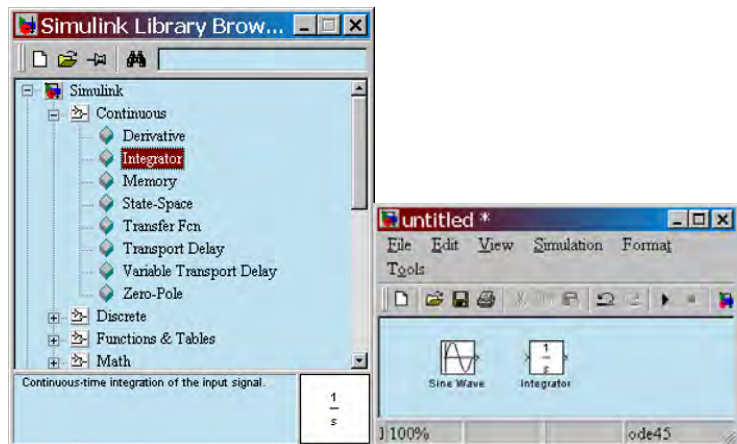 Simulink Library Brow...
Simulink
Continuous
Derivative
Integrator
Memory
State-Space
Transfer Fcn
Transport Delay
Variable Transport Delay
Zero-Pole
Discrete
Functions & Tables
Math
Continuous-time integration of the input signal.
1
s
untitled *
File Edit View Simulation Format
Tools
1
s
Sine Wave Integrator
100% ode45